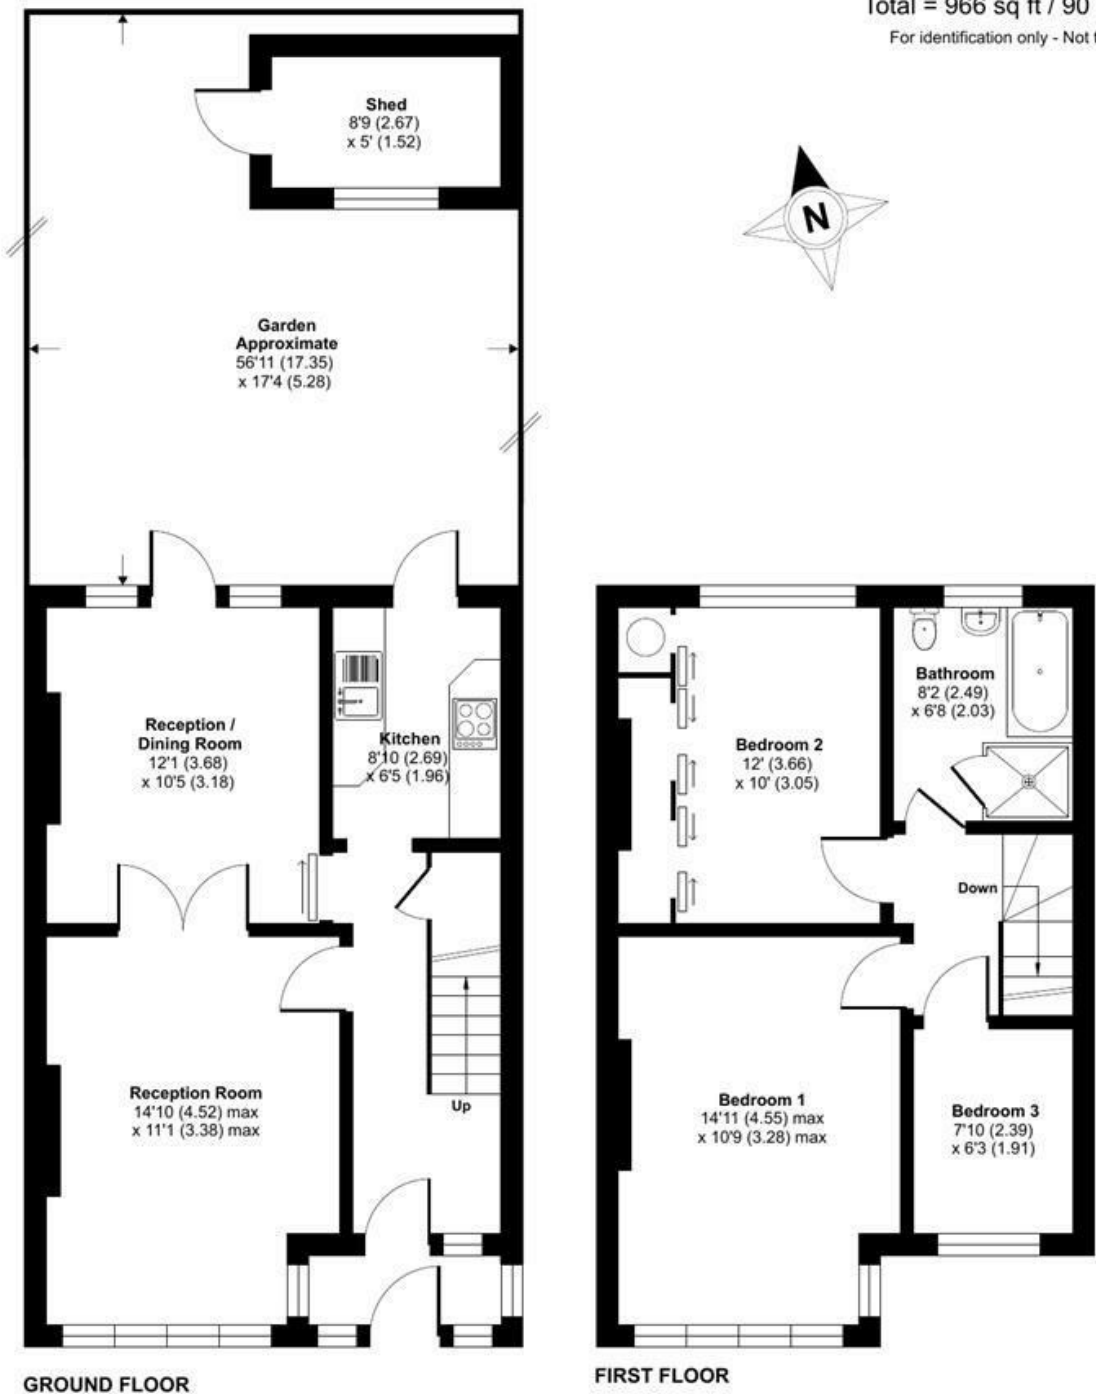 Total = 966 sq ft / 90
For identification only - Not
Shed
8'9 (2.67)
x 5' (1.52)
N
Garden
Approximate
56'11 (17.35)
x 17'4 (5.28)
Reception /
Dining Room
12'1 (3.68)
x 10'5 (3.18)
Kitchen
8'10 (2.69)
x 6'5 (1.96)
Reception Room
14'10 (4.52) max
x 11'1 (3.38) max
Up
GROUND FLOOR
Bathroom
8'2 (2.49)
x 6'8 (2.03)
Bedroom 2
12' (3.66)
x 10' (3.05)
Down
Bedroom 1
14'11 (4.55) max
x 10'9 (3.28) max
Bedroom 3
7'10 (2.39)
x 6'3 (1.91)
FIRST FLOOR